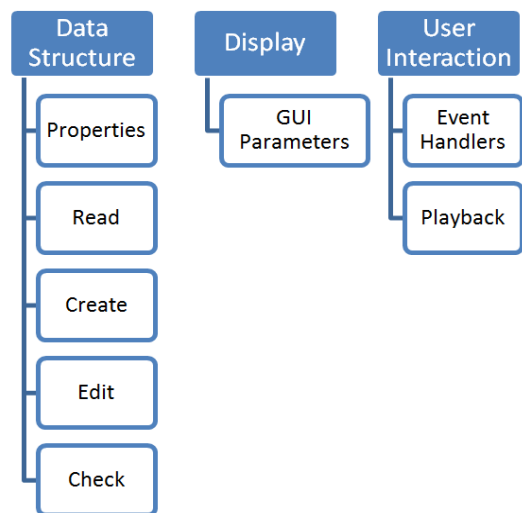 Data
Structure
Properties
Read
Create
Edit
Check
Display
GUI
Parameters
User
Interaction
Event
Handlers
Playback